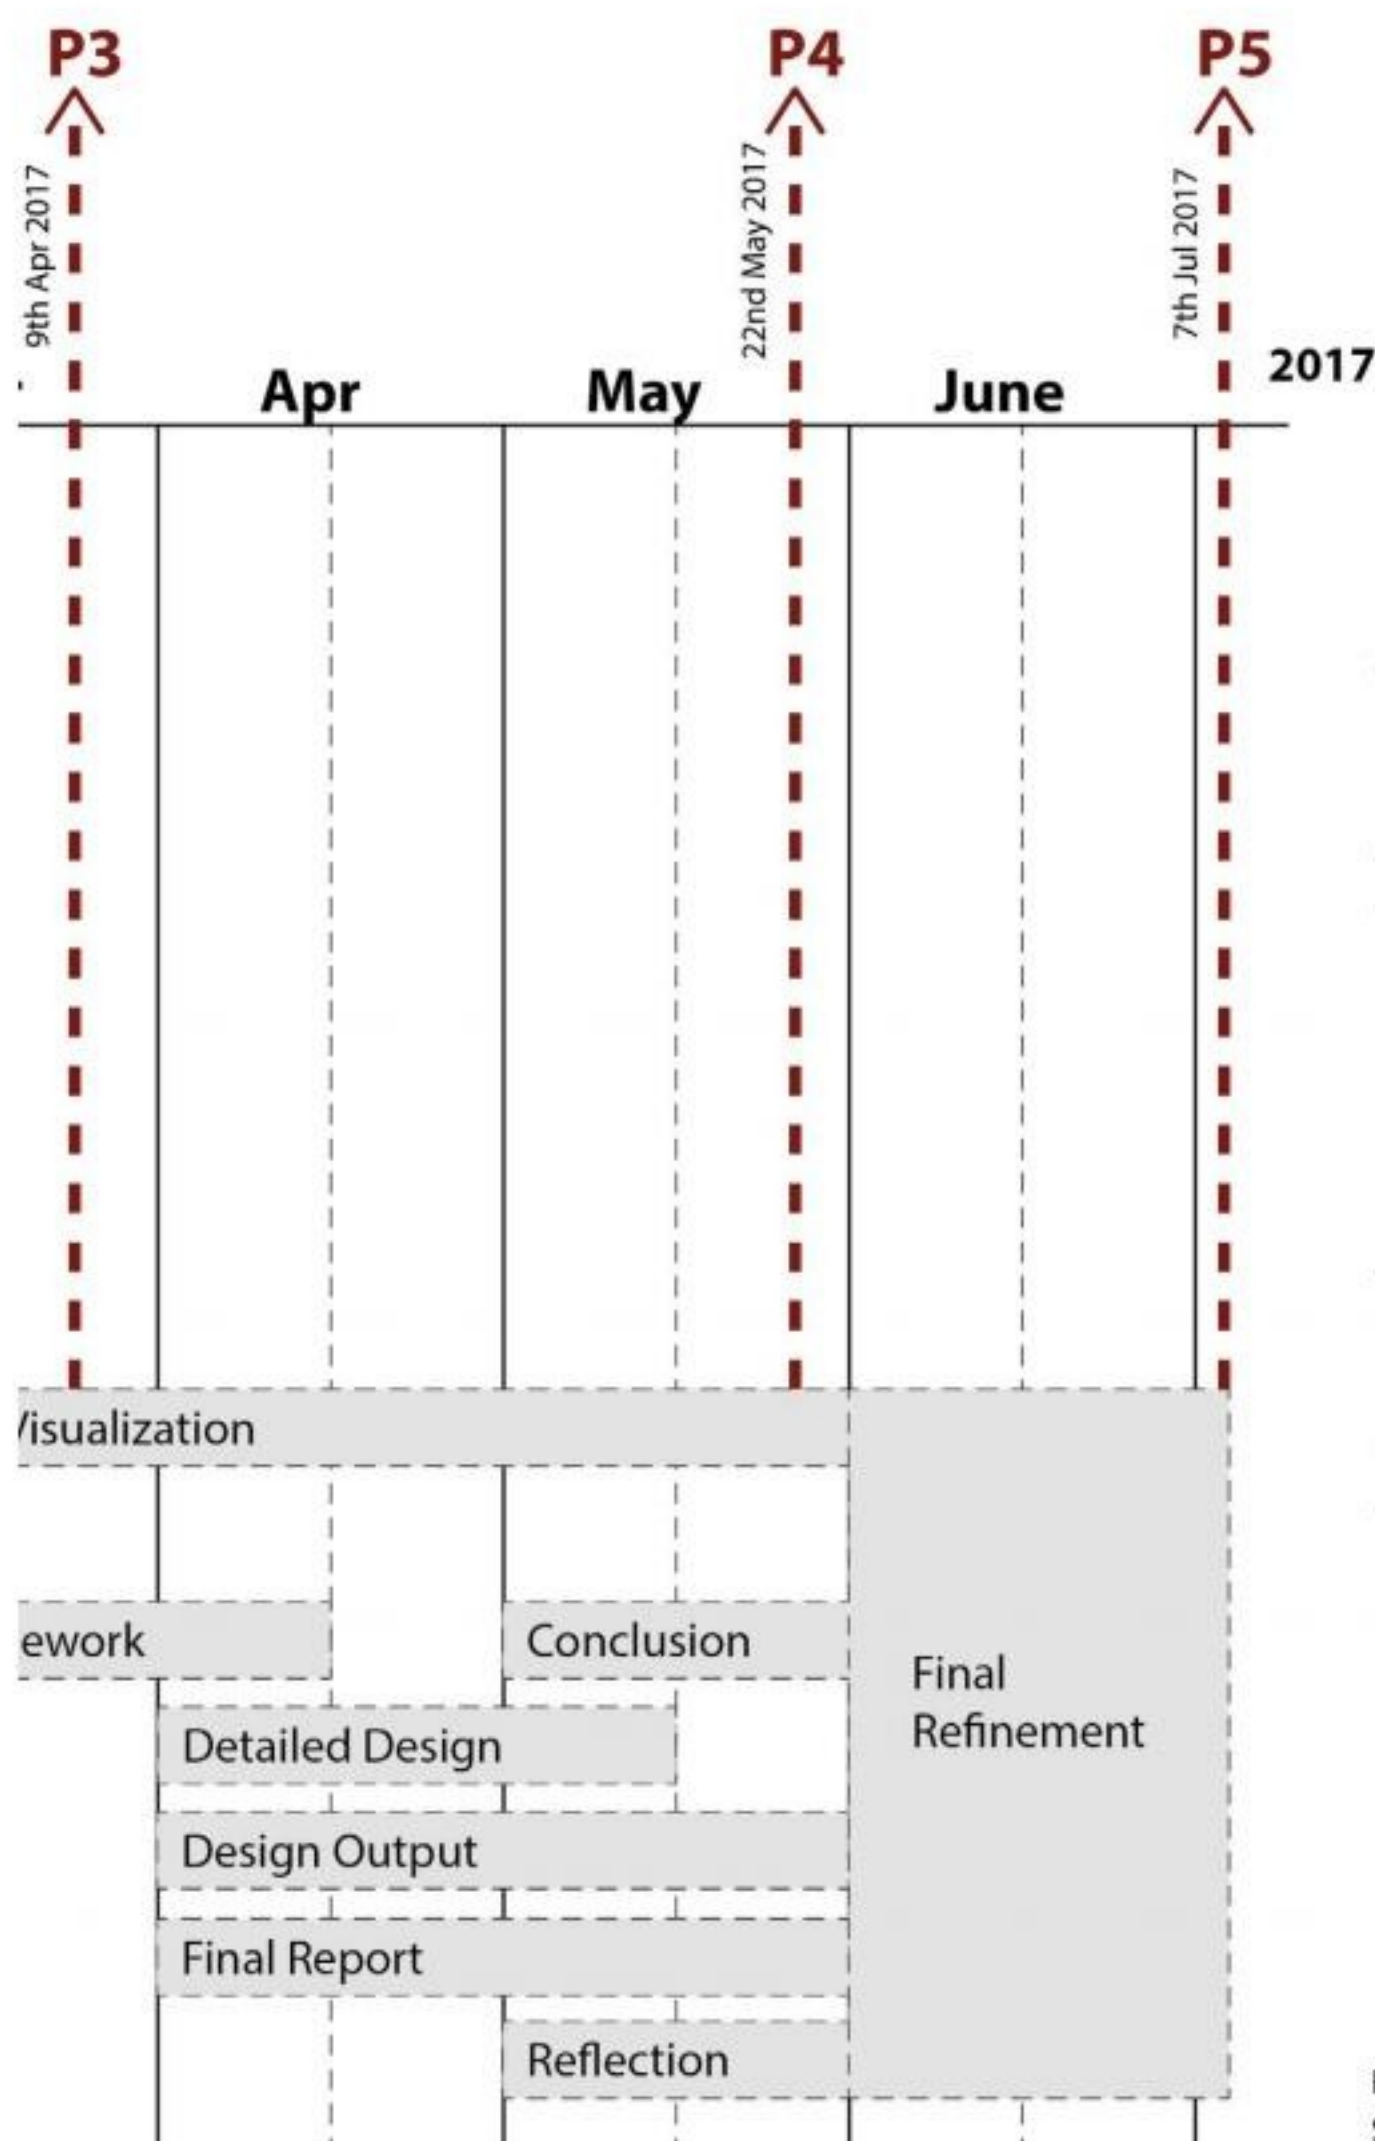 P3
P4
P5
9th Apr 2017
22nd May 2017
7th Jul 2017
2017
Apr
May
June
Visualization
ework
Conclusion
Final
Refinement
Detailed Design
Design Output
Final Report
Reflection